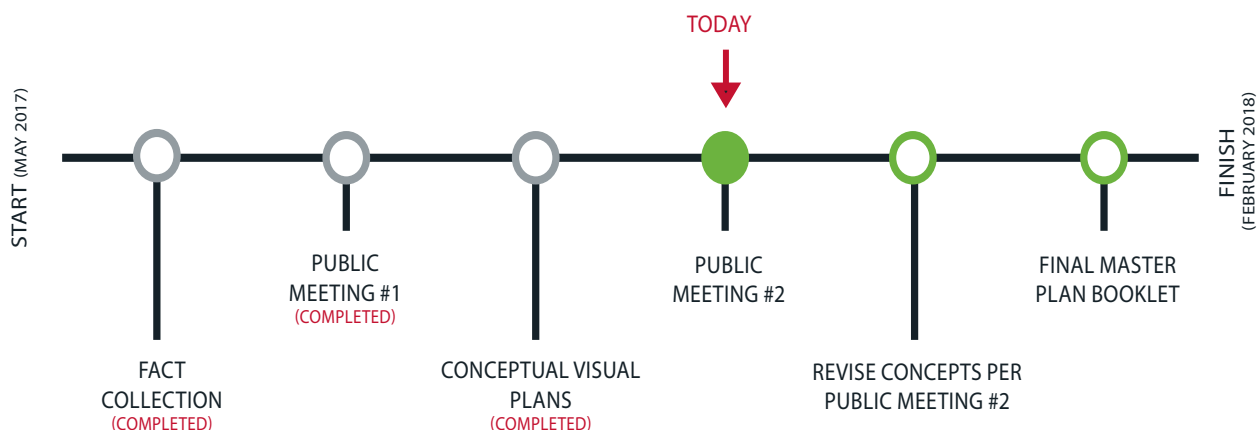 TODAY
START (MAY 2017)
FINISH
(FEBRUARY 2018)
PUBLIC
MEETING #1
(COMPLETED)
PUBLIC
MEETING #2
FINAL MASTER
PLAN BOOKLET
FACT
COLLECTION
(COMPLETED)
CONCEPTUAL VISUAL
PLANS
(COMPLETED)
REVISE CONCEPTS PER
PUBLIC MEETING #2